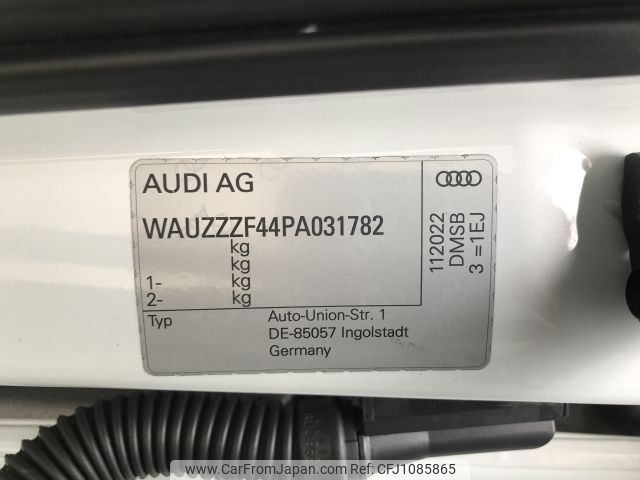 AUDI AG
WAUZZZF44PA031782
kg
kg
1- kg
2- kg
Typ
Auto-Union-Str. 1
DE-85057 Ingolstadt
Germany
112022
DMSB
3 =1EJ
www.CarFromJapan.com CFJ1085865